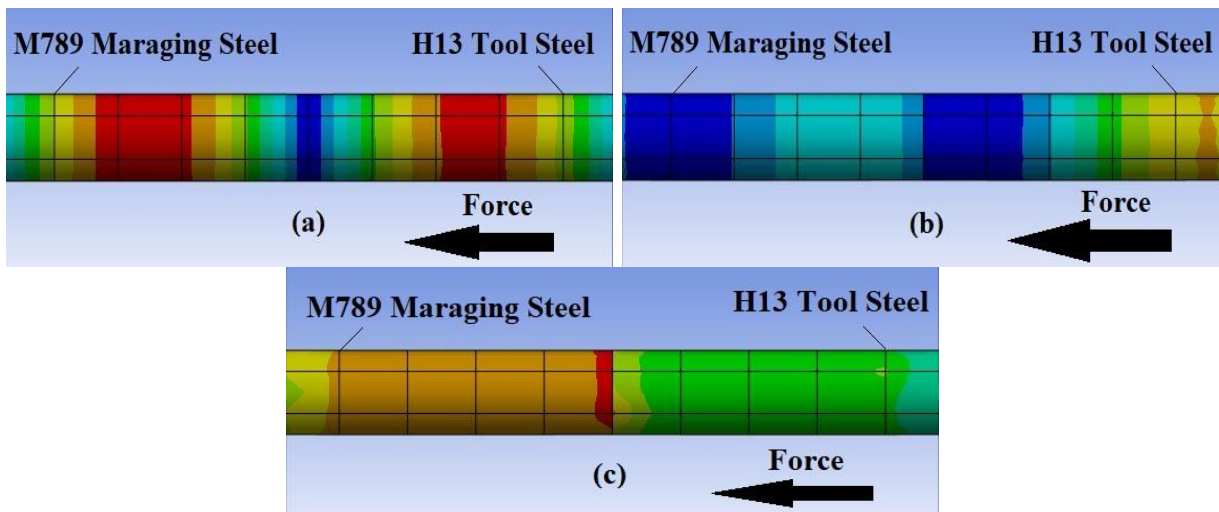 M789 Maraging Steel
H13 Tool Steel
Force
(a)
M789 Maraging Steel
H13 Tool Steel
Force
(b)
M789 Maraging Steel
H13 Tool Steel
Force
(c)